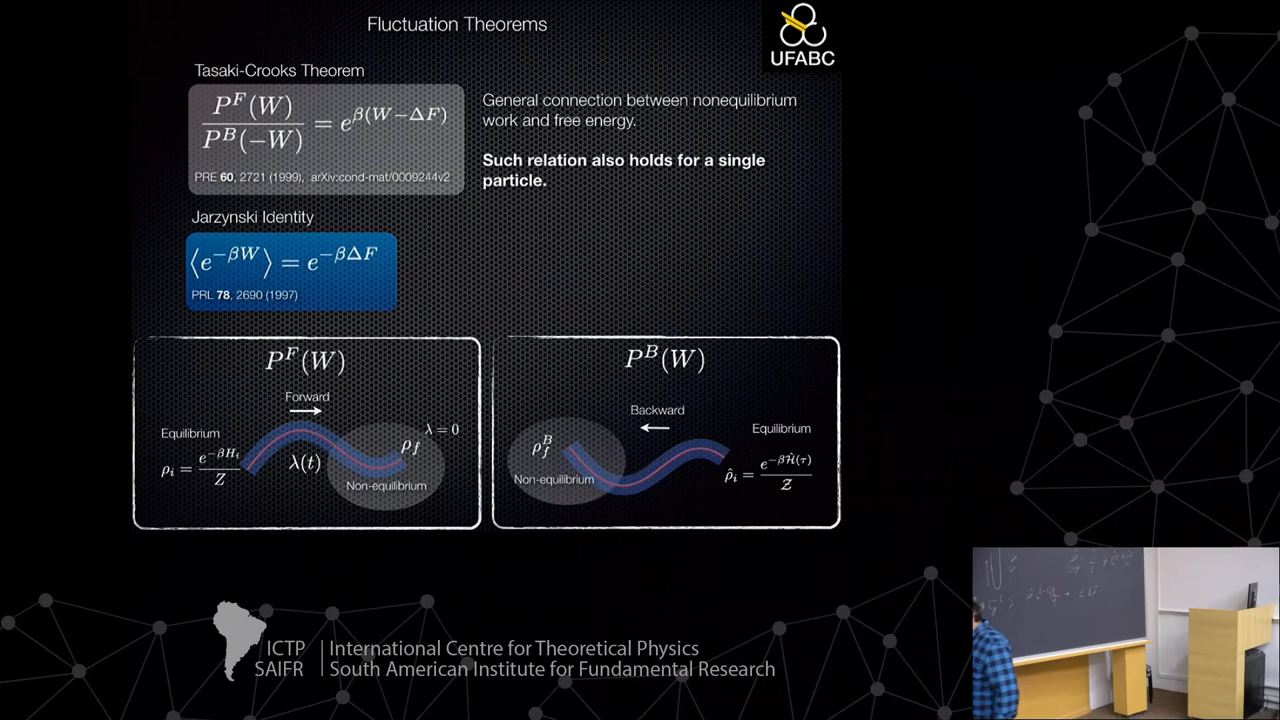 Fluctuation Theorems
UFABC
Tasaki-Crooks Theorem
P^F(W) / P^B(−W) = e^{β(W−ΔF)}
PRE 60, 2721 (1999), arXiv:cond-mat/0009244v2
General connection between nonequilibrium
work and free energy.
Such relation also holds for a single
particle.
Jarzynski Identity
⟨e^{−βW}⟩ = e^{−βΔF}
PRL 78, 2690 (1997)
P^F(W)
Forward
λ = 0
Equilibrium
ρ_i = e^{−βH_i} / Z
λ(t)
ρ_f
Non-equilibrium
P^B(W)
Backward
Equilibrium
ρ_f^B
Non-equilibrium
ρ̂_i = e^{−βĤ(τ)} / Z
ICTP
SAIFR
International Centre for Theoretical Physics
South American Institute for Fundamental Research